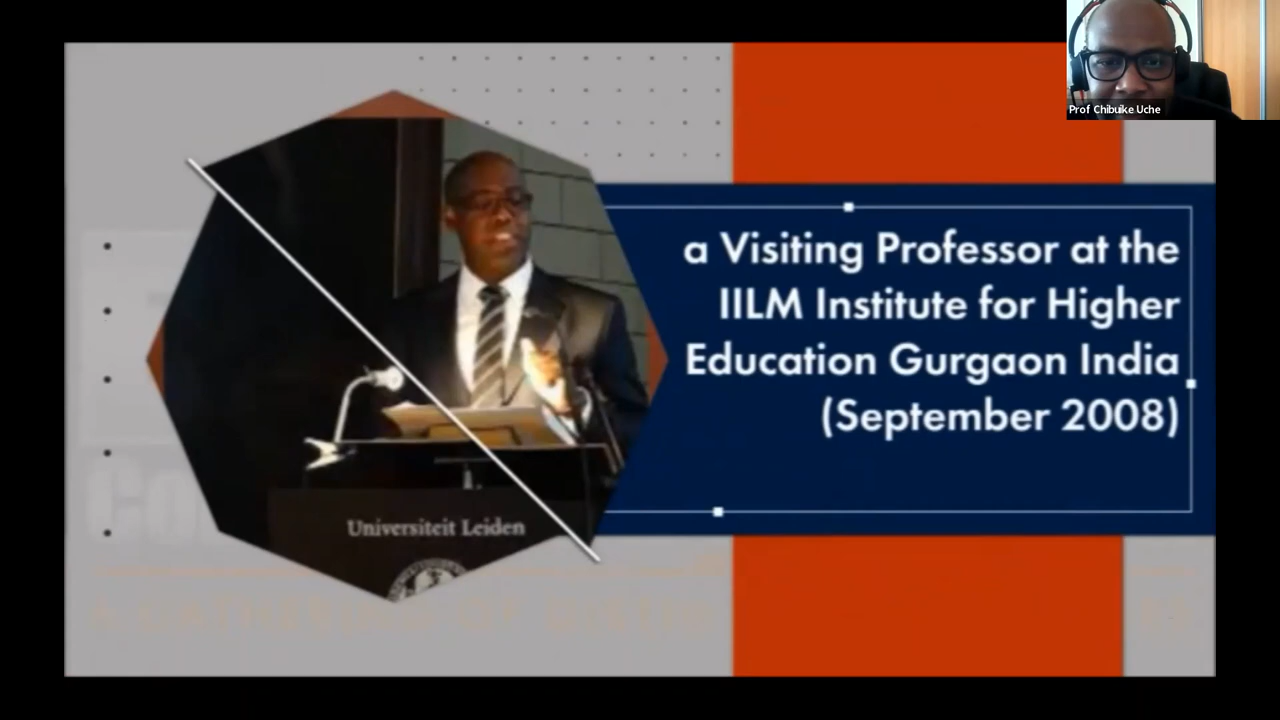 Prof Chibuike Uche
a Visiting Professor at the
IILM Institute for Higher
Education Gurgaon India
(September 2008)
Universiteit Leiden